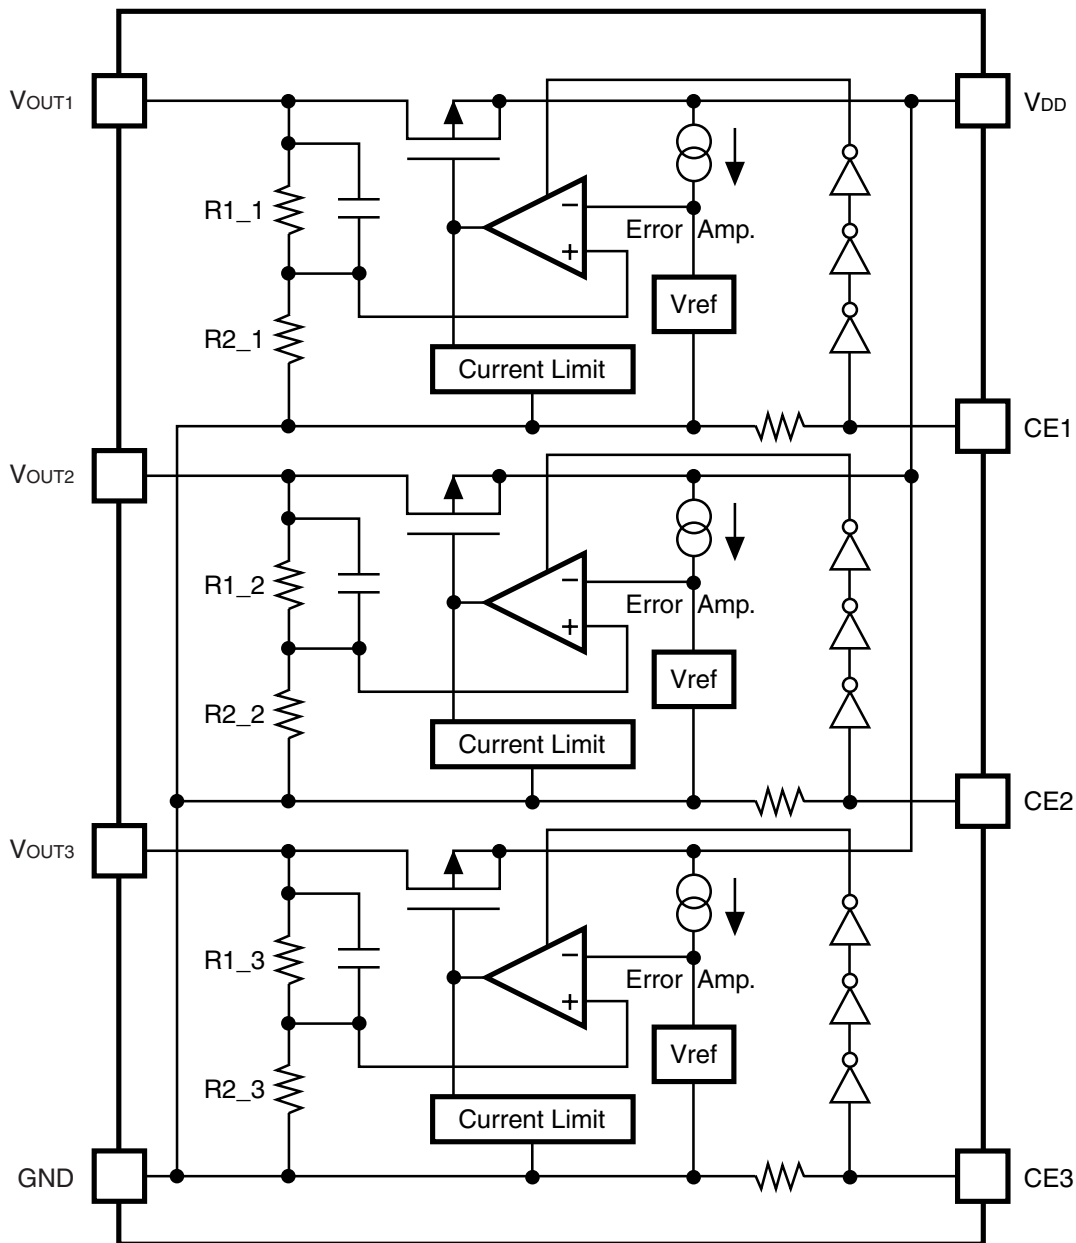 VOUT1
VDD
R1_1
−
Error Amp.
+
Vref
R2_1
Current Limit
CE1
VOUT2
R1_2
−
Error Amp.
+
Vref
R2_2
Current Limit
CE2
VOUT3
R1_3
−
Error Amp.
+
Vref
R2_3
Current Limit
GND
CE3